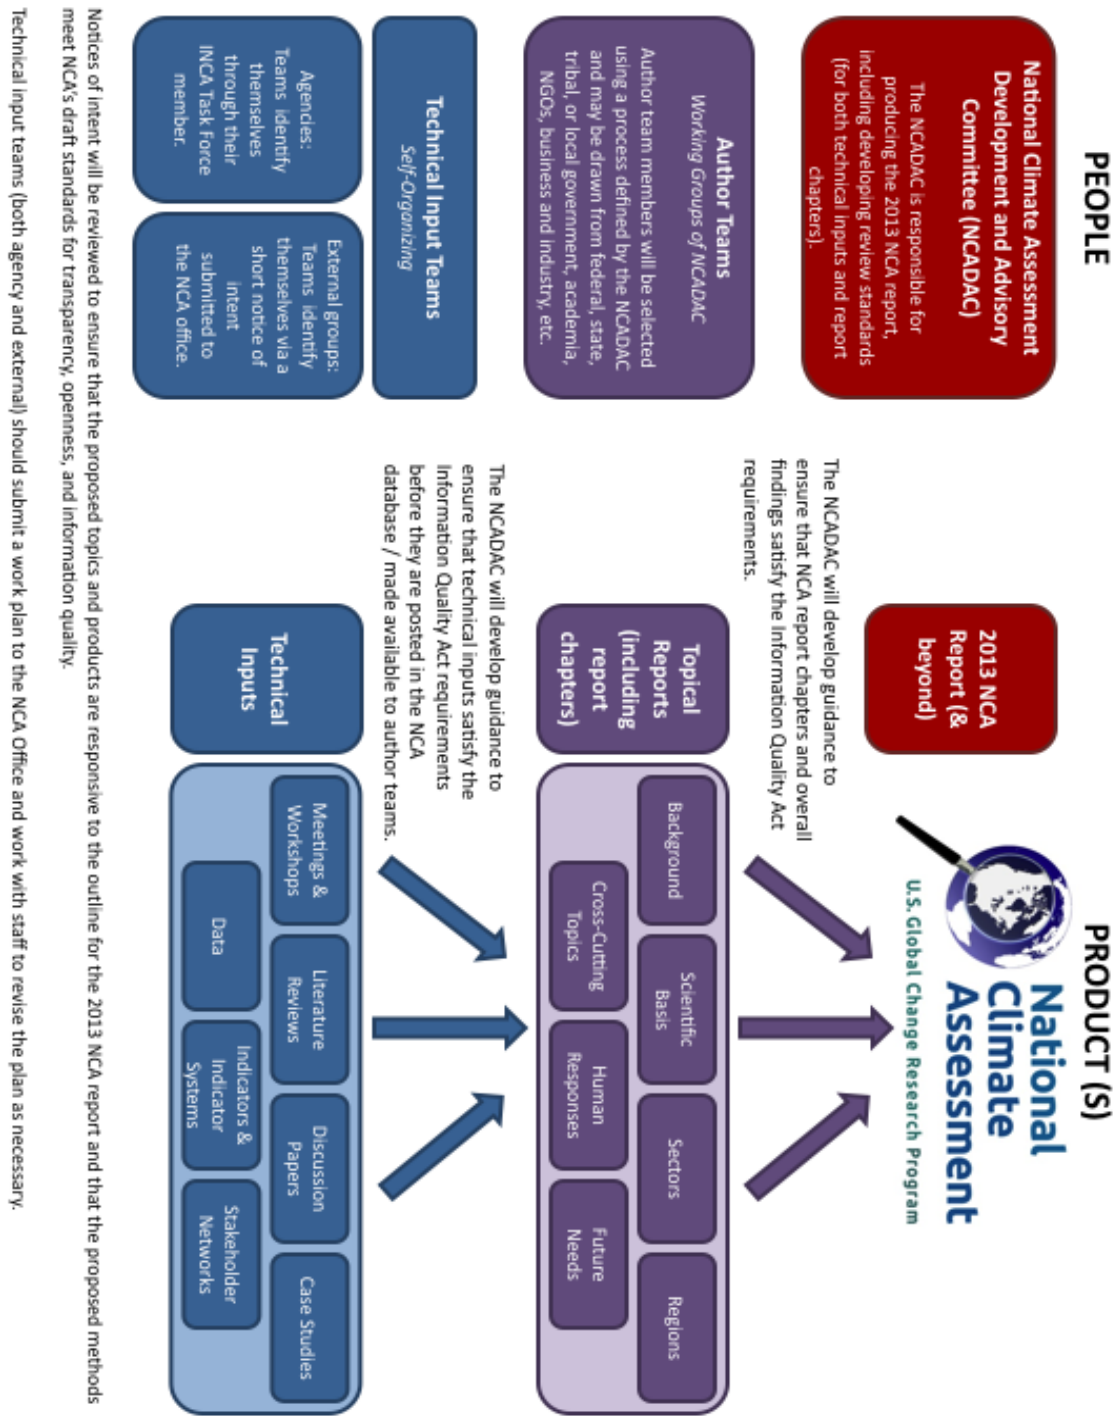 PEOPLE
PRODUCT (S)
National Climate Assessment
Development and Advisory
Committee (NCADAC)
The NCADAC is responsible for
producing the 2013 NCA report,
including developing review standards
(for both technical inputs and report
chapters).
2013 NCA
Report (&
beyond)
National
Climate
Assessment
U.S. Global Change Research Program
The NCADAC will develop guidance to
ensure that NCA report chapters and overall
findings satisfy the Information Quality Act
requirements.
Author Teams
Working Groups of NCADAC
Author team members will be selected
using a process defined by the NCADAC
and may be drawn from federal, state,
tribal, or local government, academia,
NGOs, business and industry, etc.
Topical
Reports
(including
report
chapters)
Background
Scientific
Basis
Sectors
Regions
Cross-Cutting
Topics
Human
Responses
Future
Needs
The NCADAC will develop guidance to
ensure that technical inputs satisfy the
Information Quality Act requirements
before they are posted in the NCA
database / made available to author teams.
Technical Input Teams
Self-Organizing
Agencies:
Teams identify
themselves
through their
INCA Task Force
member.
External groups:
Teams identify
themselves via a
short notice of
intent
submitted to
the NCA office.
Technical
Inputs
Meetings &
Workshops
Literature
Reviews
Discussion
Papers
Case Studies
Data
Indicators &
Indicator
Systems
Stakeholder
Networks
Notices of intent will be reviewed to ensure that the proposed topics and products are responsive to the outline for the 2013 NCA report and that the proposed methods
meet NCA's draft standards for transparency, openness, and information quality.
Technical input teams (both agency and external) should submit a work plan to the NCA Office and work with staff to revise the plan as necessary.